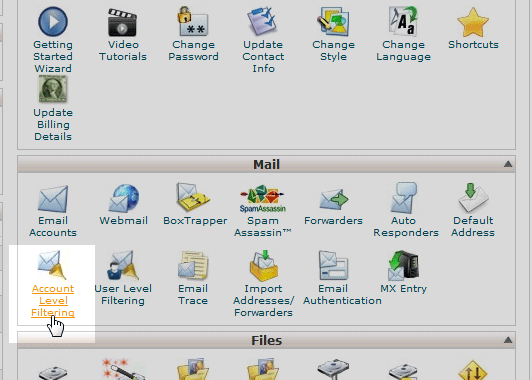 Getting
Started
Wizard
Video
Tutorials
Change
Password
Update
Contact
Info
Change
Style
Change
Language
Shortcuts
Update
Billing
Details
Mail
Email
Accounts
Webmail
BoxTrapper
SpamAssassin
Spam
Assassin™
Forwarders
Auto
Responders
Default
Address
Account
Level
Filtering
User Level
Filtering
Email
Trace
Import
Addresses/
Forwarders
Email
Authentication
MX Entry
Files